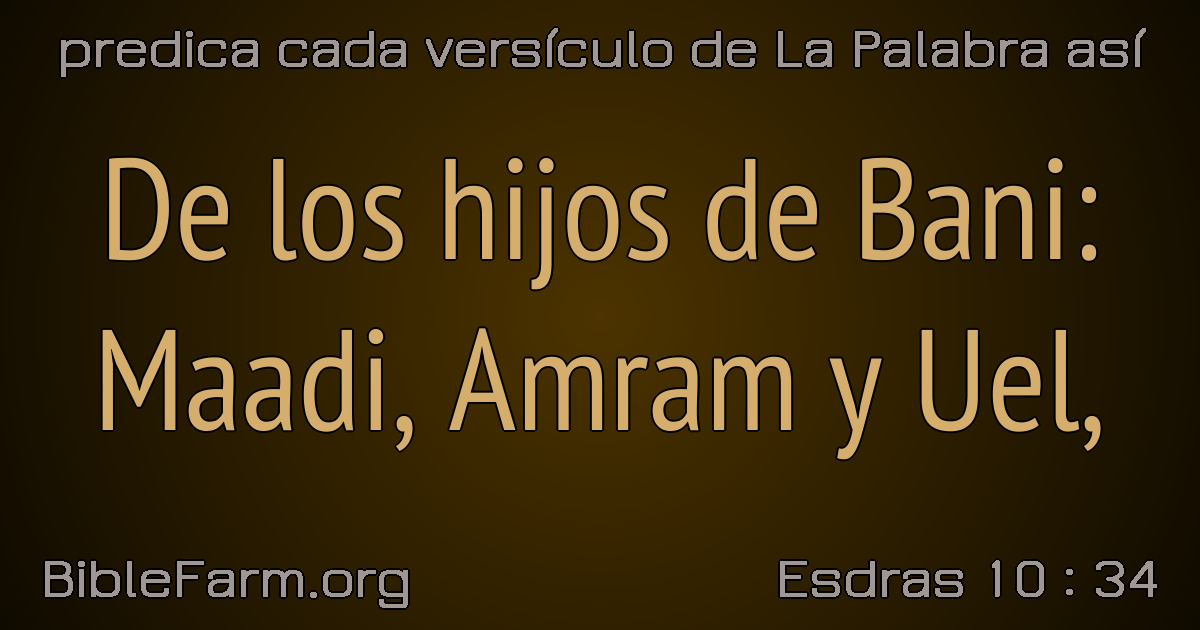 predica cada versículo de La Palabra así
De los hijos de Bani:
Maadi, Amram y Uel,
BibleFarm.org
Esdras 10 : 34